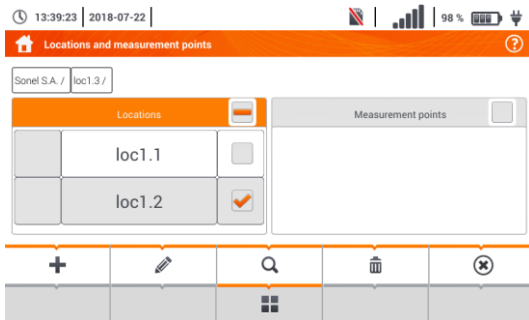 13:39:23 2018-07-22 98 %
Locations and measurement points ?
Sonel S.A. / loc1.3 /
Locations Measurement points
loc1.1
loc1.2